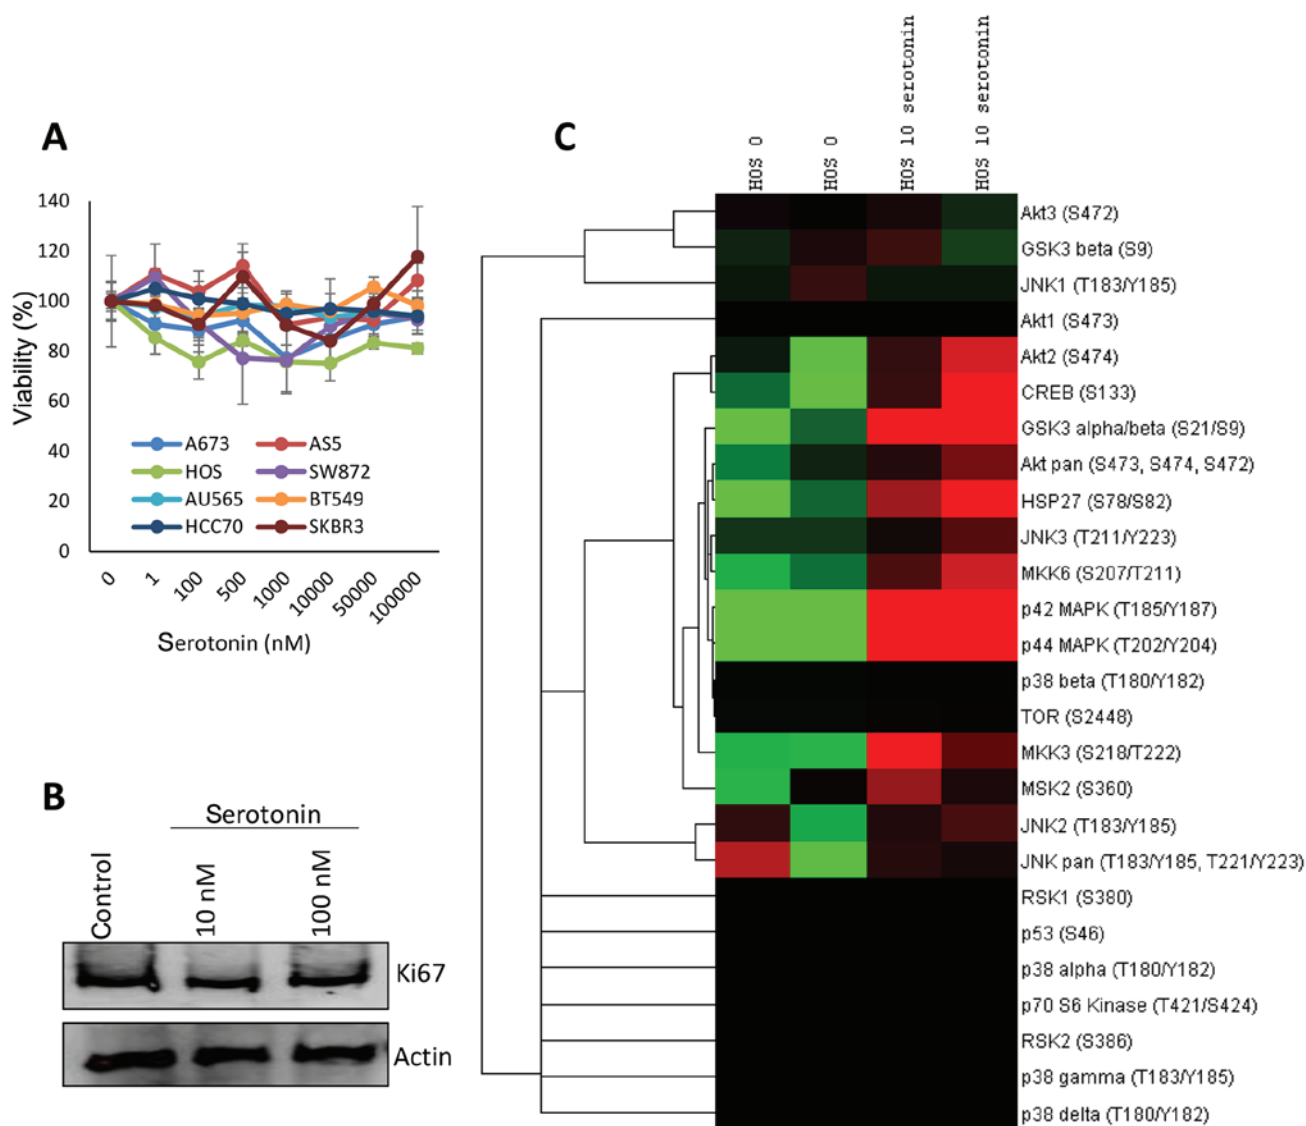 A
140
120
100
80
60
40
20
0
Viability (%)
A673
AS5
HOS
SW872
AU565
BT549
HCC70
SKBR3
0
1
100
500
1000
10000
50000
100000
Serotonin (nM)
B
Serotonin
Control
10 nM
100 nM
Ki67
Actin
C
HOS 0
HOS 0
HOS 10 serotonin
HOS 10 serotonin
Akt3 (S472)
GSK3 beta (S9)
JNK1 (T183/Y185)
Akt1 (S473)
Akt2 (S474)
CREB (S133)
GSK3 alpha/beta (S21/S9)
Akt pan (S473, S474, S472)
HSP27 (S78/S82)
JNK3 (T211/Y223)
MKK6 (S207/T211)
p42 MAPK (T185/Y187)
p44 MAPK (T202/Y204)
p38 beta (T180/Y182)
TOR (S2448)
MKK3 (S218/T222)
MSK2 (S360)
JNK2 (T183/Y185)
JNK pan (T183/Y185, T221/Y223)
RSK1 (S380)
p53 (S46)
p38 alpha (T180/Y182)
p70 S6 Kinase (T421/S424)
RSK2 (S386)
p38 gamma (T183/Y185)
p38 delta (T180/Y182)